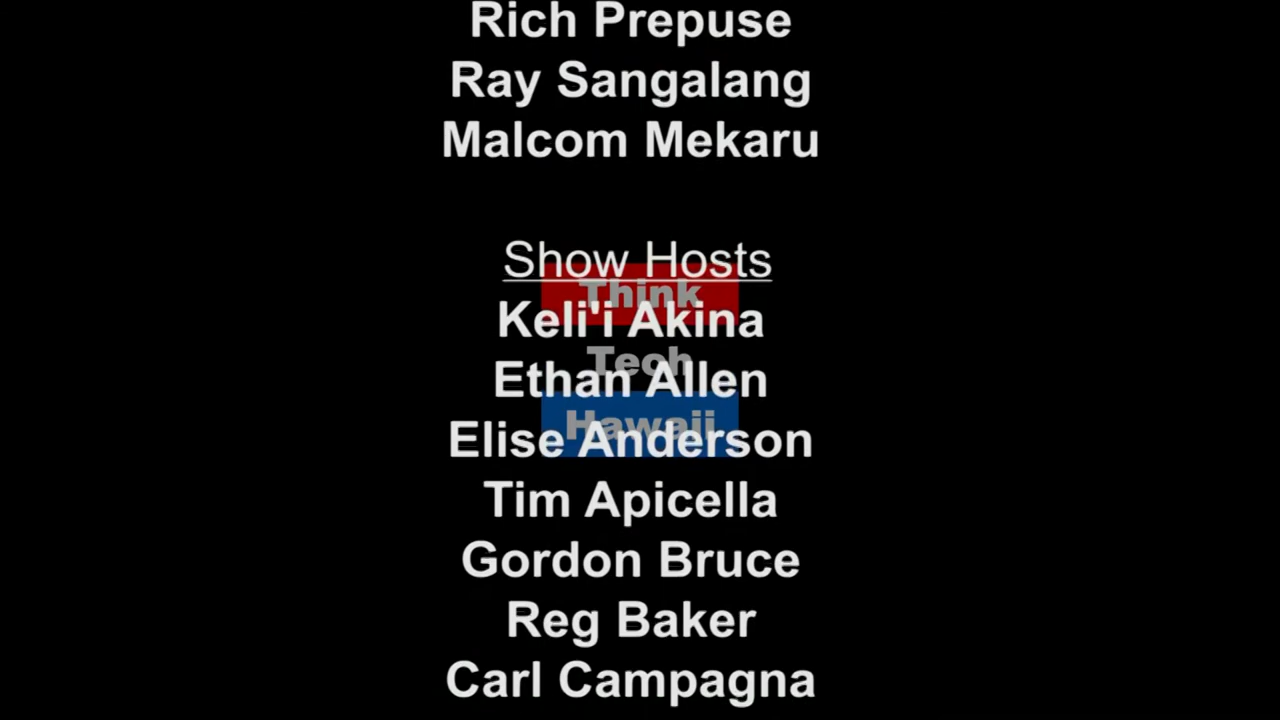 Rich Prepuse
Ray Sangalang
Malcom Mekaru
Show Hosts
Think
Keli'i Akina
Tech
Ethan Allen
Hawaii
Elise Anderson
Tim Apicella
Gordon Bruce
Reg Baker
Carl Campagna